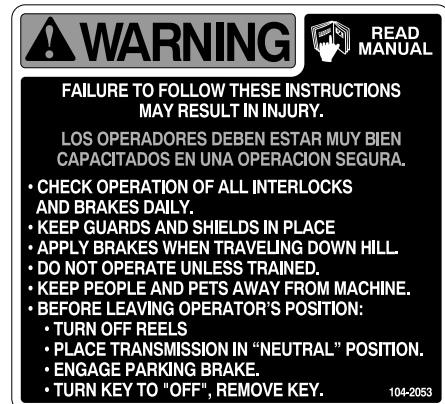 WARNING
READ
MANUAL
FAILURE TO FOLLOW THESE INSTRUCTIONS
MAY RESULT IN INJURY.
LOS OPERADORES DEBEN ESTAR MUY BIEN
CAPACITADOS EN UNA OPERACION SEGURA.
• CHECK OPERATION OF ALL INTERLOCKS
AND BRAKES DAILY.
• KEEP GUARDS AND SHIELDS IN PLACE
• APPLY BRAKES WHEN TRAVELING DOWN HILL.
• DO NOT OPERATE UNLESS TRAINED.
• KEEP PEOPLE AND PETS AWAY FROM MACHINE.
• BEFORE LEAVING OPERATOR'S POSITION:
• TURN OFF REELS
• PLACE TRANSMISSION IN “NEUTRAL” POSITION.
• ENGAGE PARKING BRAKE.
• TURN KEY TO "OFF", REMOVE KEY. 104-2053